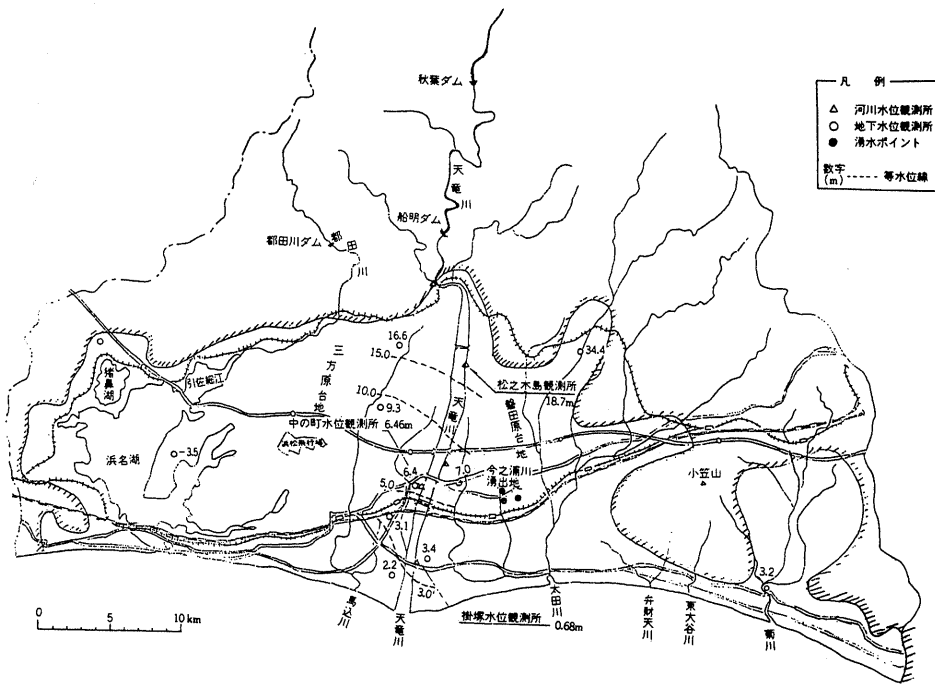 秋葉ダム
凡 例
△ 河川水位観測所
○ 地下水位観測所
● 湧水ポイント
数字
(m) ----- 等水位線
天竜川
船明ダム
都田川ダム
都田川
16.6
15.0
34.4
三方原台地
猪鼻湖
引佐細江
松之木島観測所
18.7m
10.0
9.3
天竜川
磐田原台地
中の町水位観測所 6.46m
浜松飛行場
浜名湖
-3.5
6.4
7.0
今之浦川
湧出地
5.0
小笠山
3.1
3.4
2.2
3.0
3.2
馬込川
天竜川
掛塚水位観測所
0.68m
太田川
弁財天川
東大谷川
菊川
0 5 10 km